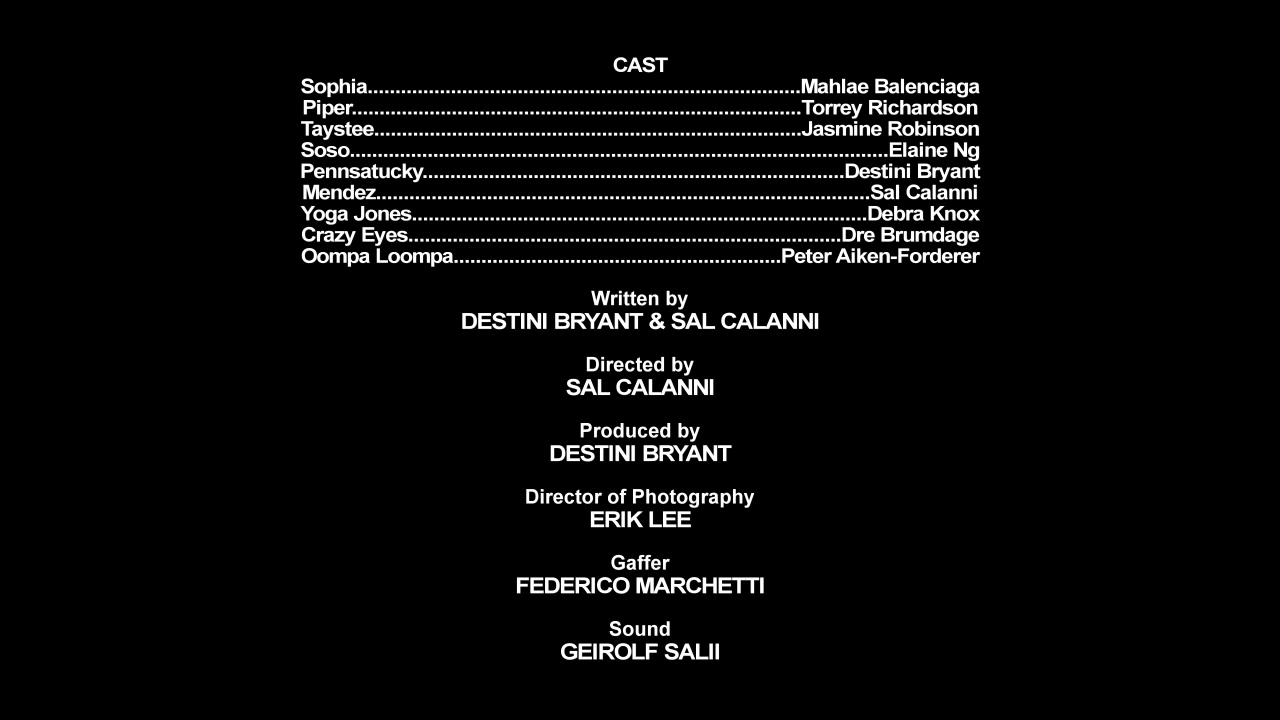 CAST
Sophia..............................................................................Mahlae Balenciaga
Piper.................................................................................Torrey Richardson
Taystee.............................................................................Jasmine Robinson
Soso.................................................................................................Elaine Ng
Pennsatucky............................................................................Destini Bryant
Mendez.........................................................................................Sal Calanni
Yoga Jones..................................................................................Debra Knox
Crazy Eyes..............................................................................Dre Brumdage
Oompa Loompa...........................................................Peter Aiken-Forderer
Written by
DESTINI BRYANT & SAL CALANNI
Directed by
SAL CALANNI
Produced by
DESTINI BRYANT
Director of Photography
ERIK LEE
Gaffer
FEDERICO MARCHETTI
Sound
GEIROLF SALII